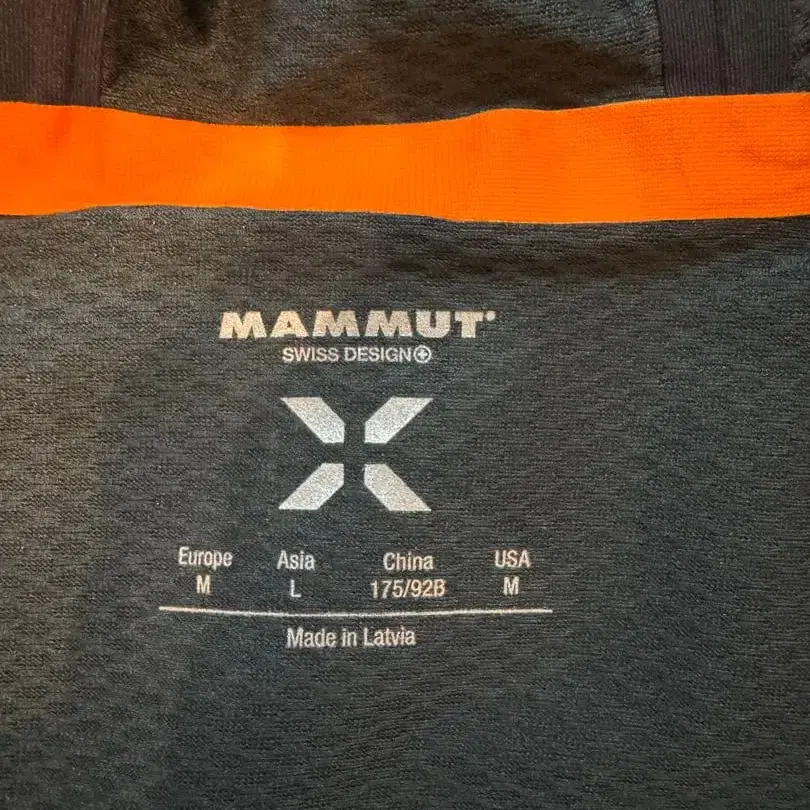 MAMMUT
SWISS DESIGN
Europe Asia China USA
M L 175/92B M
Made in Latvia